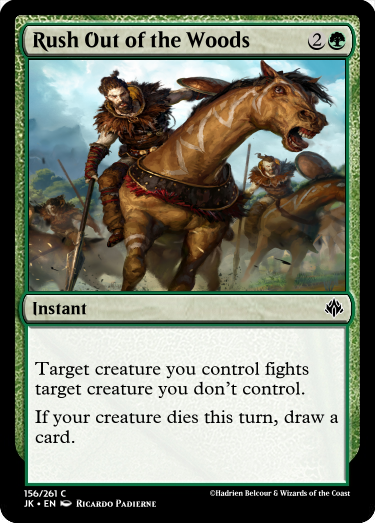 Rush Out of the Woods 2
Instant
Target creature you control fights
target creature you don't control.
If your creature dies this turn, draw a
card.
156/261 C
JK • EN Ricardo Padierne
©Hadrien Belcour & Wizards of the Coast